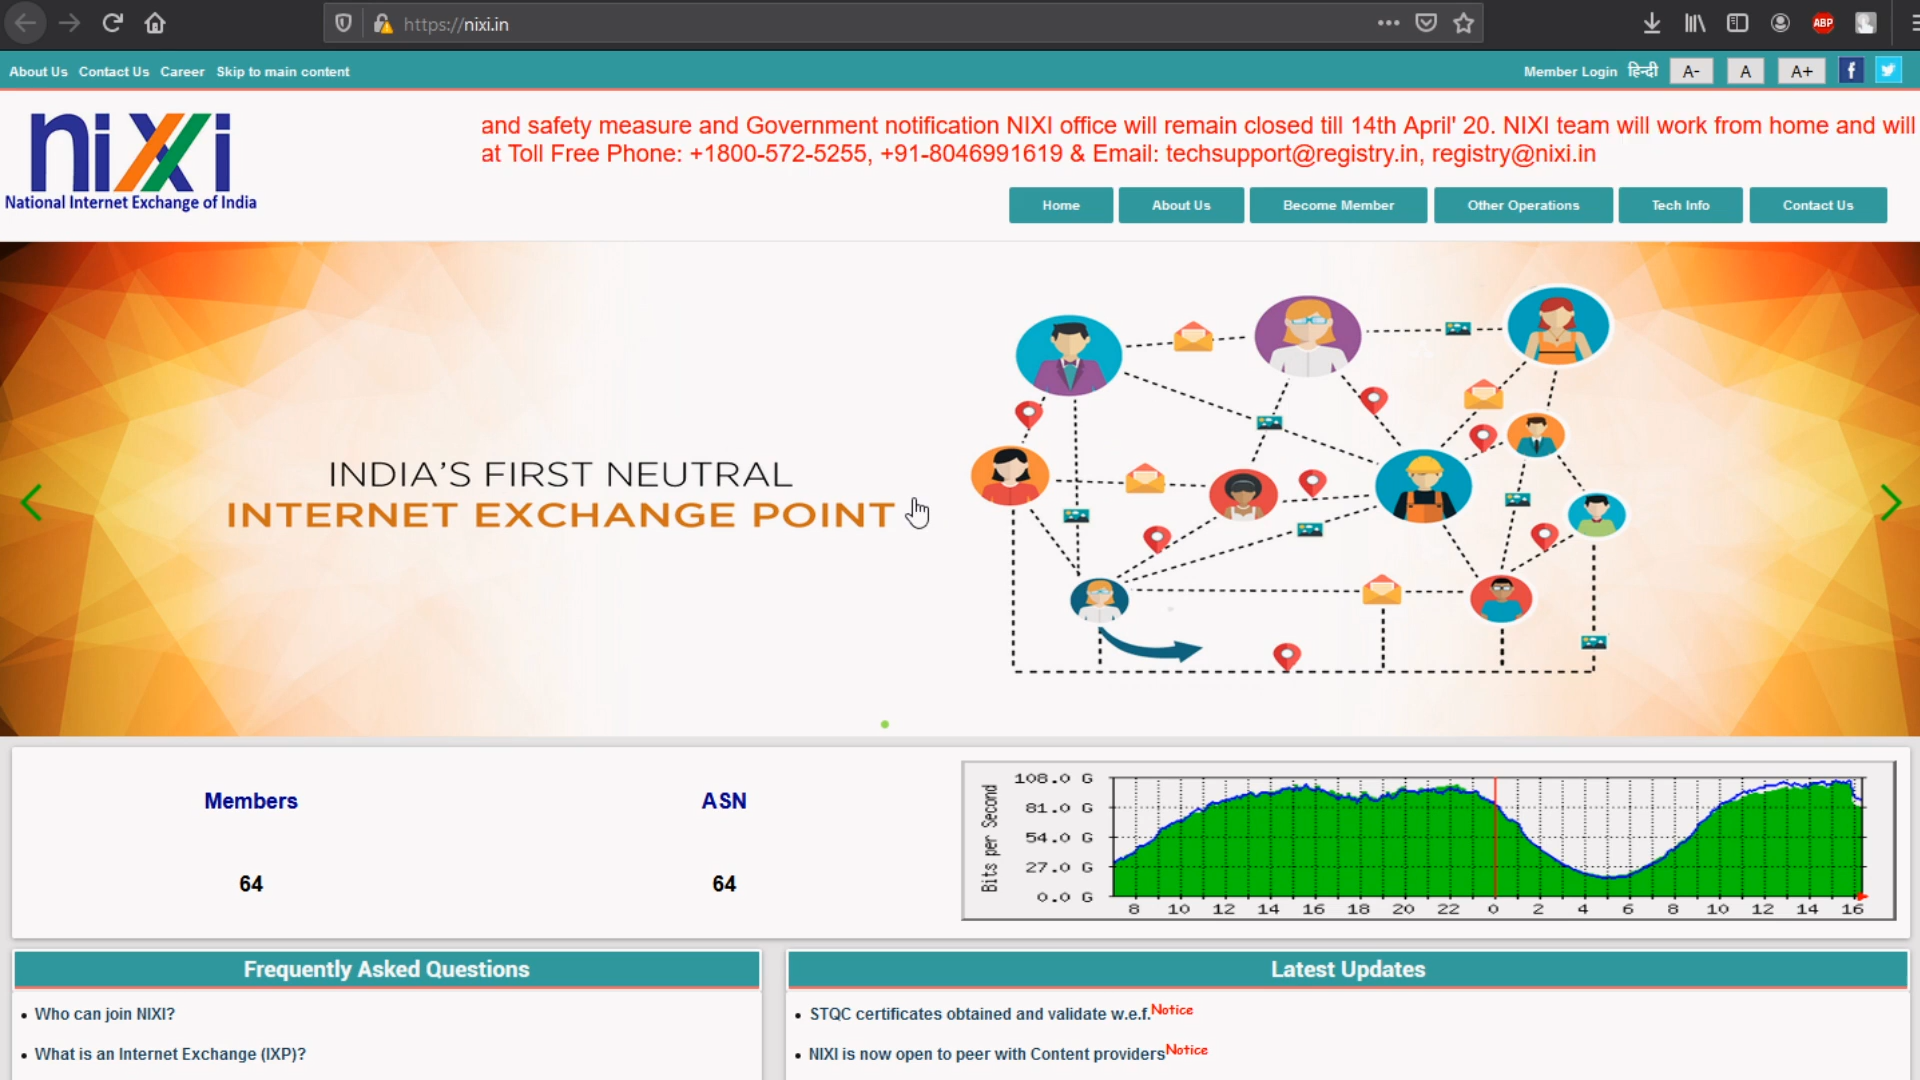 https://nixi.in
ABP
About Us Contact Us Career Skip to main content
Member Login हिन्दी A- A A+ f
nixi
National Internet Exchange of India
and safety measure and Government notification NIXI office will remain closed till 14th April' 20. NIXI team will work from home and will
at Toll Free Phone: +1800-572-5255, +91-8046991619 & Email: techsupport@registry.in, registry@nixi.in
Home About Us Become Member Other Operations Tech Info Contact Us
INDIA'S FIRST NEUTRAL
INTERNET EXCHANGE POINT
Members ASN
64 64
Bits per Second
108.0 G
81.0 G
54.0 G
27.0 G
0.0 G
8 10 12 14 16 18 20 22 0 2 4 6 8 10 12 14 16
Frequently Asked Questions
• Who can join NIXI?
• What is an Internet Exchange (IXP)?
Latest Updates
• STQC certificates obtained and validate w.e.f.Notice
• NIXI is now open to peer with Content providersNotice